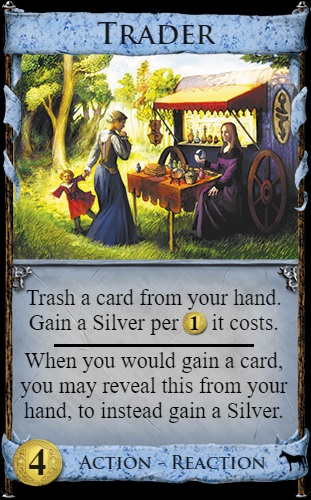 TRADER
Trash a card from your hand.
Gain a Silver per 1 it costs.
When you would gain a card,
you may reveal this from your
hand, to instead gain a Silver.
4 ACTION – REACTION